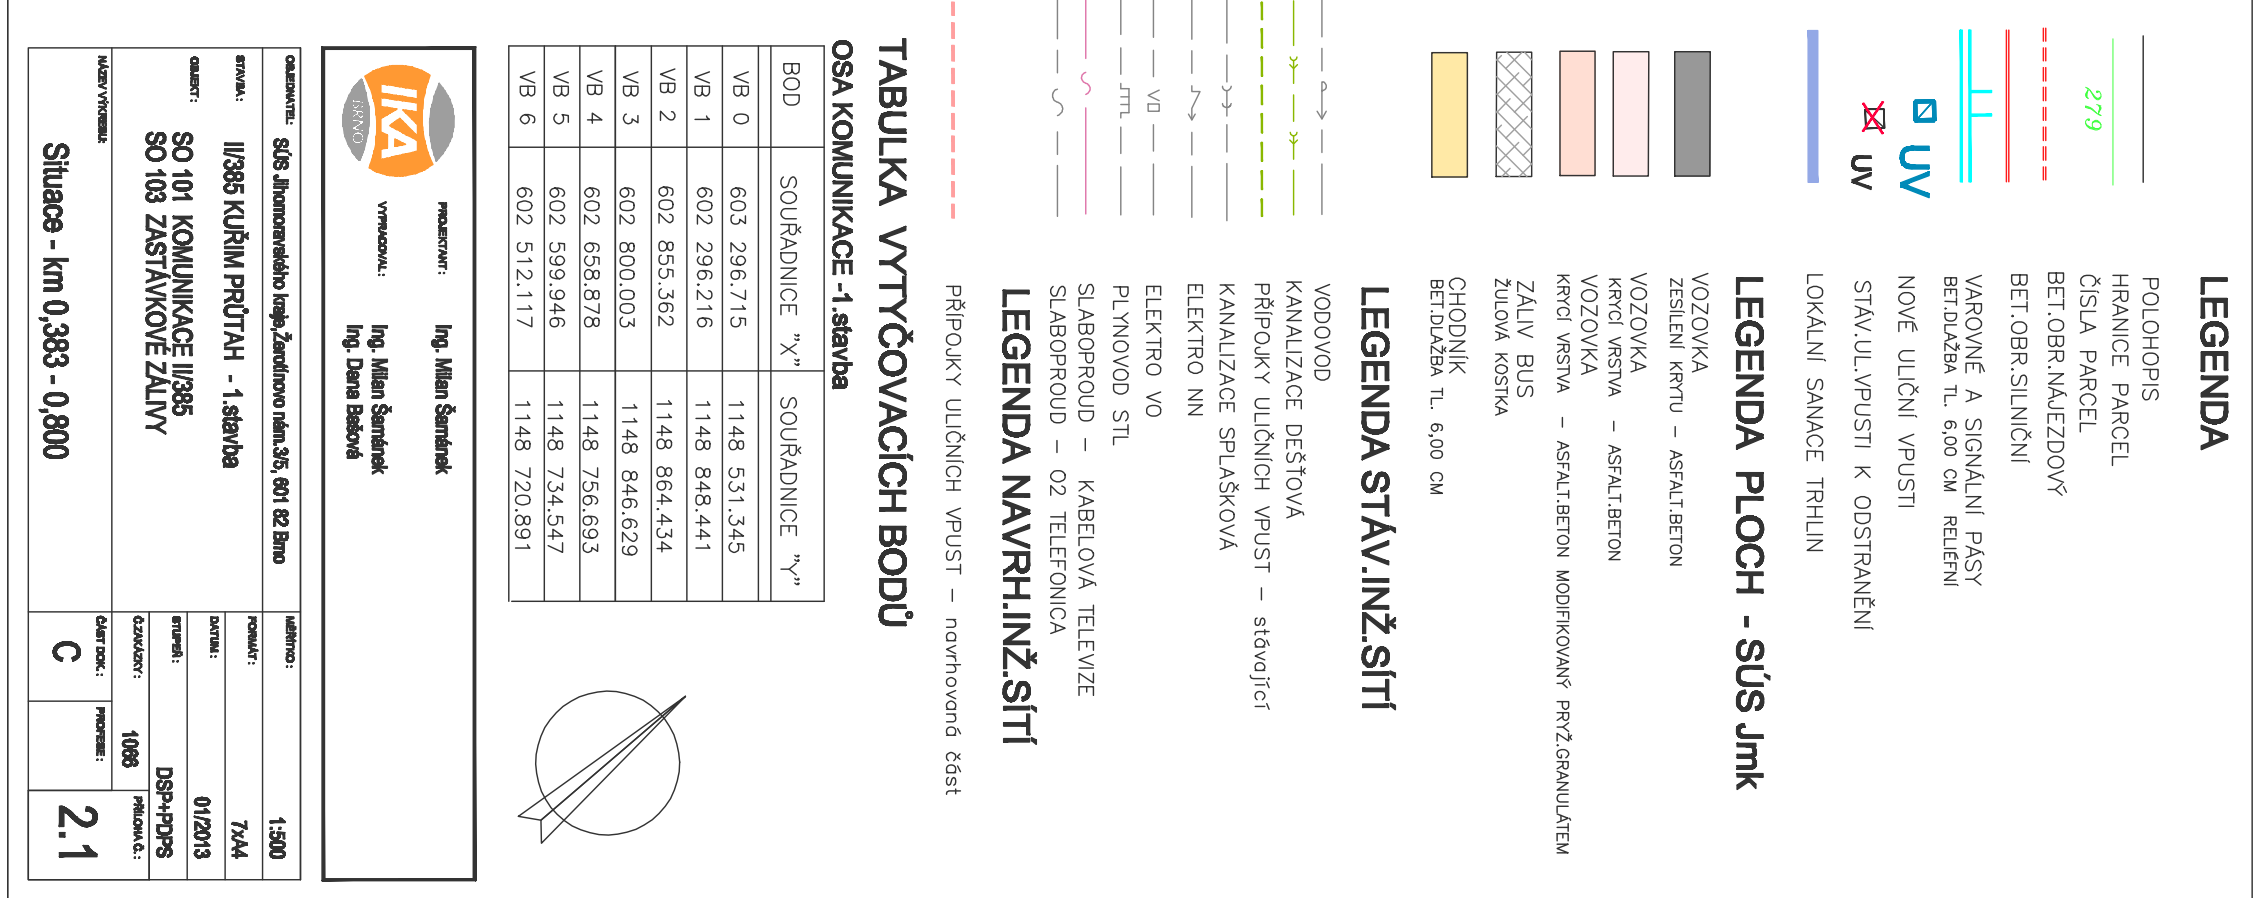 LEGENDA
POLOHOPIS
HRANICE PARCEL
279
ČÍSLA PARCEL
BET.OBR.NÁJEZDOVÝ
BET.OBR.SILNIČNÍ
VAROVNÉ A SIGNÁLNÍ PÁSY
BET.DLAŽBA TL. 6,00 CM RELIÉFNÍ
UV
NOVÉ ULIČNÍ VPUSTI
UV
STÁV.UL.VPUSTI K ODSTRANĚNÍ
LOKÁLNÍ SANACE TRHLIN
LEGENDA PLOCH - SÚS Jmk
VOZOVKA
ZESÍLENÍ KRYTU – ASFALT.BETON
VOZOVKA
KRYCÍ VRSTVA – ASFALT.BETON
VOZOVKA
KRYCÍ VRSTVA – ASFALT.BETON MODIFIKOVANÝ PRYŽ.GRANULÁTEM
ZÁLIV BUS
ŽULOVÁ KOSTKA
CHODNÍK
BET.DLAŽBA TL. 6,00 CM
LEGENDA STÁV.INŽ.SÍTÍ
VODOVOD
KANALIZACE DEŠŤOVÁ
PŘÍPOJKY ULIČNÍCH VPUST – stávající
KANALIZACE SPLAŠKOVÁ
ELEKTRO NN
ELEKTRO VO
PLYNOVOD STL
SLABOPROUD – KABELOVÁ TELEVIZE
SLABOPROUD – O2 TELEFONICA
LEGENDA NAVRH.INŽ.SÍTÍ
PŘÍPOJKY ULIČNÍCH VPUST – navrhovaná část
TABULKA VYTYČOVACÍCH BODŮ
OSA KOMUNIKACE -1.stavba
BOD SOUŘADNICE "X" SOUŘADNICE "Y"
VB 0 603 296.715 1148 531.345
VB 1 602 296.216 1148 848.441
VB 2 602 855.362 1148 864.434
VB 3 602 800.003 1148 846.629
VB 4 602 658.878 1148 756.693
VB 5 602 599.946 1148 734.547
VB 6 602 512.117 1148 720.891
IKA
BRNO
PROJEKTANT: Ing. Milan Šamánek
VYPRACOVAL: Ing. Milan Šamánek
Ing. Dana Bašová
OBJEDNATEL: SÚS Jihomoravského kraje,Žerotínovo nám.3/5, 601 82 Brno
STAVBA: II/385 KUŘIM PRŮTAH - 1.stavba
OBJEKT: SO 101 KOMUNIKACE II/385
SO 103 ZASTÁVKOVÉ ZÁLIVY
NÁZEV VÝKRESU:
Situace - km 0,383 - 0,800
MĚŘÍTKO: 1:500
FORMÁT: 7xA4
DATUM: 01/2013
STUPEŇ: DSP+PDPS
Č.ZAKÁZKY: 1066
ČÁST DOK.: C
PROFESE:
PŘÍLOHA Č.: 2.1